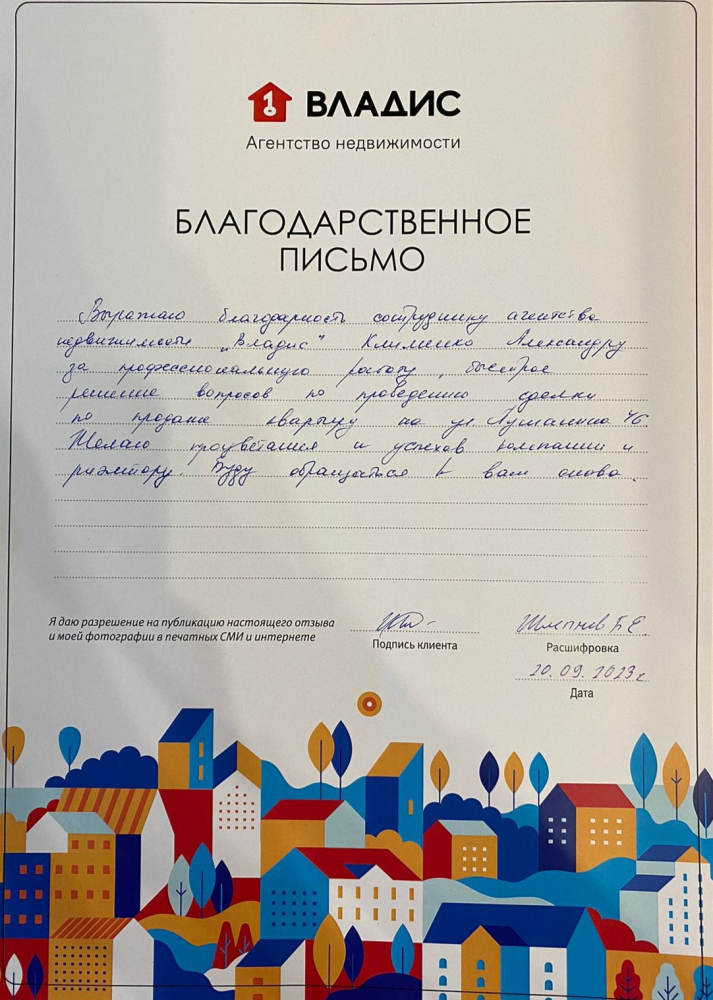 ВЛАДИС
Агентство недвижимости
БЛАГОДАРСТВЕННОЕ
ПИСЬМО
Выражаю благодарность сотруднику агентства
недвижимости „Владис" Клименко Александру
за профессиональную работу, быстрое
решение вопросов по проведению сделки
по продаже квартиры на ул. 46.
Желаю процветания и успехов компании и
риэлтору. Буду обращаться к вам снова.
Я даю разрешение на публикацию настоящего отзыва
и моей фотографии в печатных СМИ и интернете
Подпись клиента
Б.Е.
Расшифровка
20.09.2023г
Дата